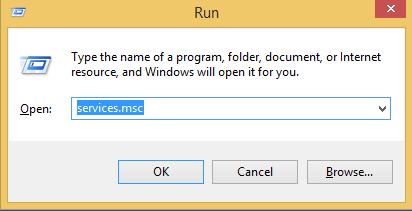 Run
Type the name of a program, folder, document, or Internet
resource, and Windows will open it for you.
Open: services.msc
OK Cancel Browse...